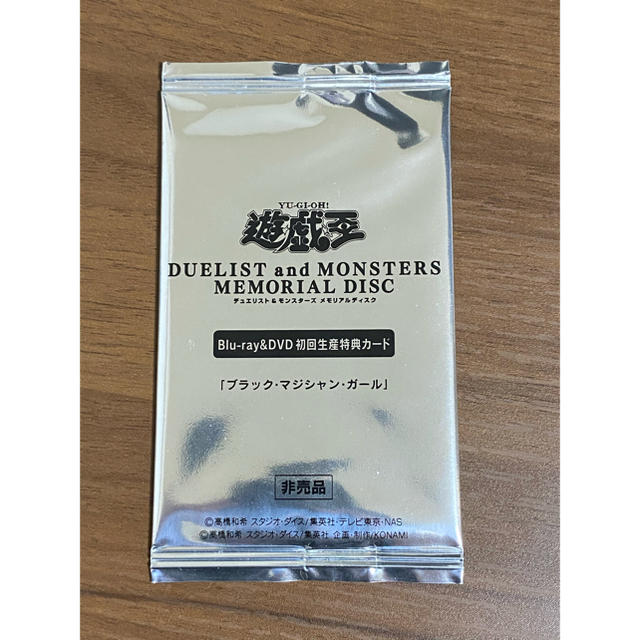 YU-GI-OH!
遊戯王
DUELIST and MONSTERS
MEMORIAL DISC
デュエリスト&モンスターズ メモリアルディスク
Blu-ray&DVD 初回生産特典カード
「ブラック・マジシャン・ガール」
非売品
©高橋和希 スタジオ・ダイス/集英社・テレビ東京・NAS
©高橋和希 スタジオ・ダイス/集英社 企画・制作/KONAMI